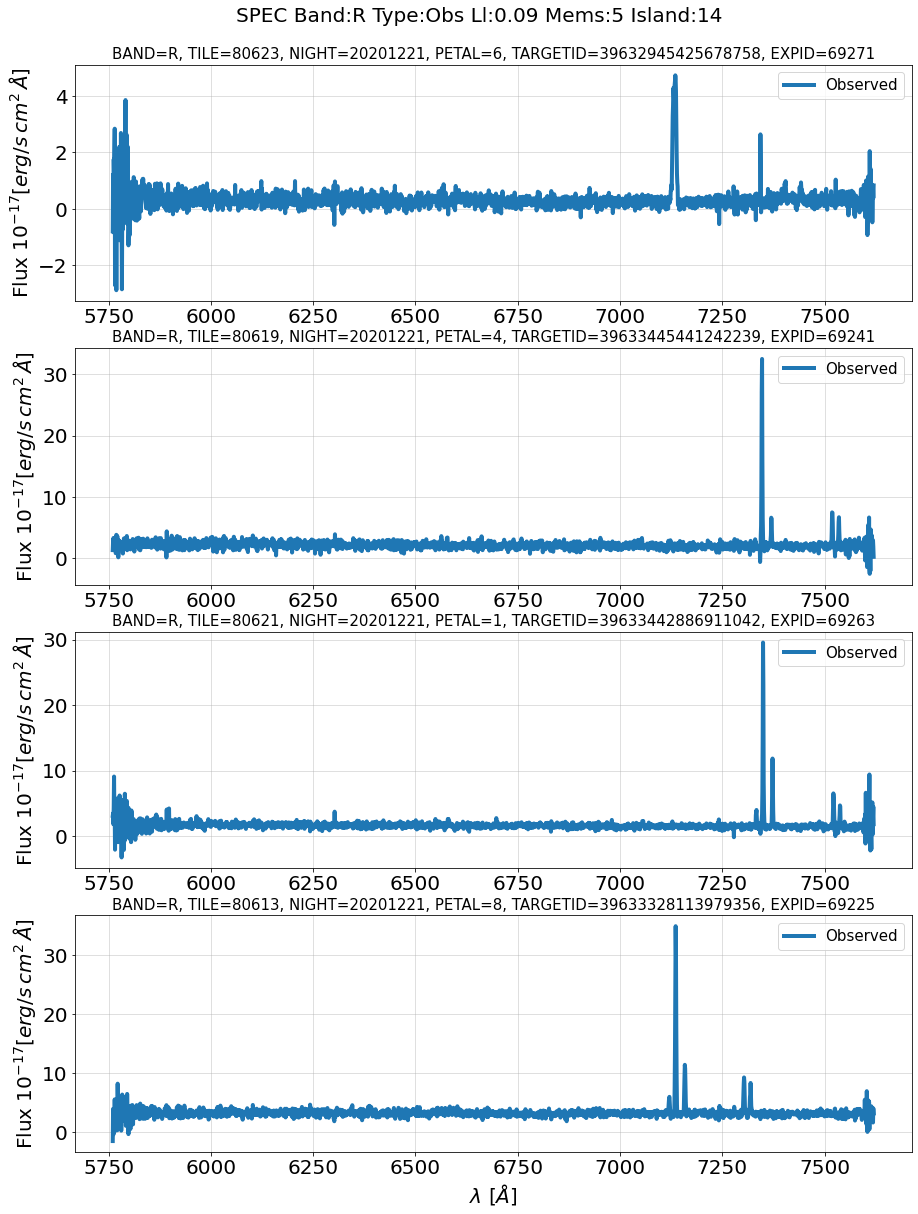 SPEC Band:R Type:Obs Ll:0.09 Mems:5 Island:14
BAND=R, TILE=80623, NIGHT=20201221, PETAL=6, TARGETID=39632945425678758, EXPID=69271
Flux 10⁻¹⁷[erg/s cm² Å]
4
2
0
−2
Observed
5750 6000 6250 6500 6750 7000 7250 7500
BAND=R, TILE=80619, NIGHT=20201221, PETAL=4, TARGETID=39633445441242239, EXPID=69241
Flux 10⁻¹⁷[erg/s cm² Å]
30
20
10
0
Observed
5750 6000 6250 6500 6750 7000 7250 7500
BAND=R, TILE=80621, NIGHT=20201221, PETAL=1, TARGETID=39633442886911042, EXPID=69263
Flux 10⁻¹⁷[erg/s cm² Å]
30
20
10
0
Observed
5750 6000 6250 6500 6750 7000 7250 7500
BAND=R, TILE=80613, NIGHT=20201221, PETAL=8, TARGETID=39633328113979356, EXPID=69225
Flux 10⁻¹⁷[erg/s cm² Å]
30
20
10
0
Observed
5750 6000 6250 6500 6750 7000 7250 7500
λ [Å]